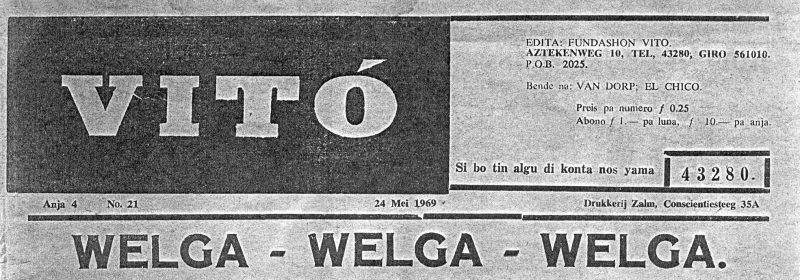 VITÓ
EDITA: FUNDASHON VITO.
AZTEKENWEG 10, TEL, 43280, GIRO 561010.
P.O.B. 2025.
Bende na: VAN DORP; EL CHICO.
Preis pa numero ƒ 0.25
Abono ƒ 1.— pa luna, ƒ 10.— pa anja.
Si bo tin algu di konta nos yama 43280.
Anja 4 No. 21 24 Mei 1969 Drukkerij Zalm, Conscientiesteeg 35A
WELGA - WELGA - WELGA.